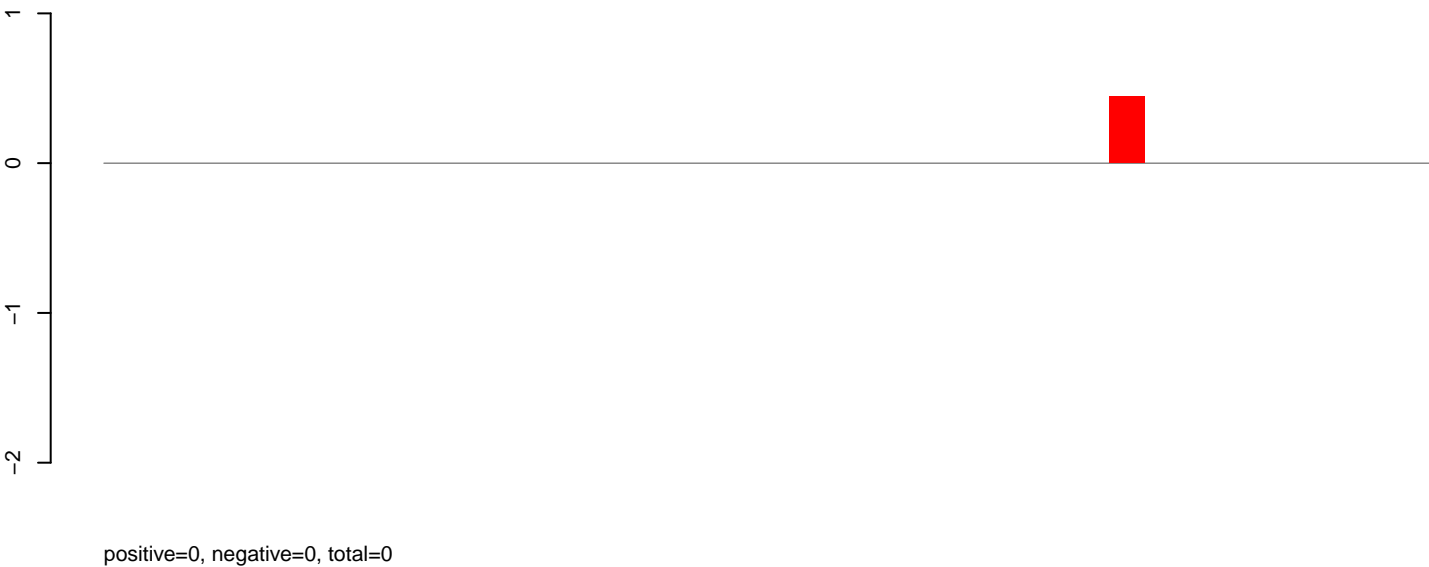 1
0
−1
−2
positive=0, negative=0, total=0